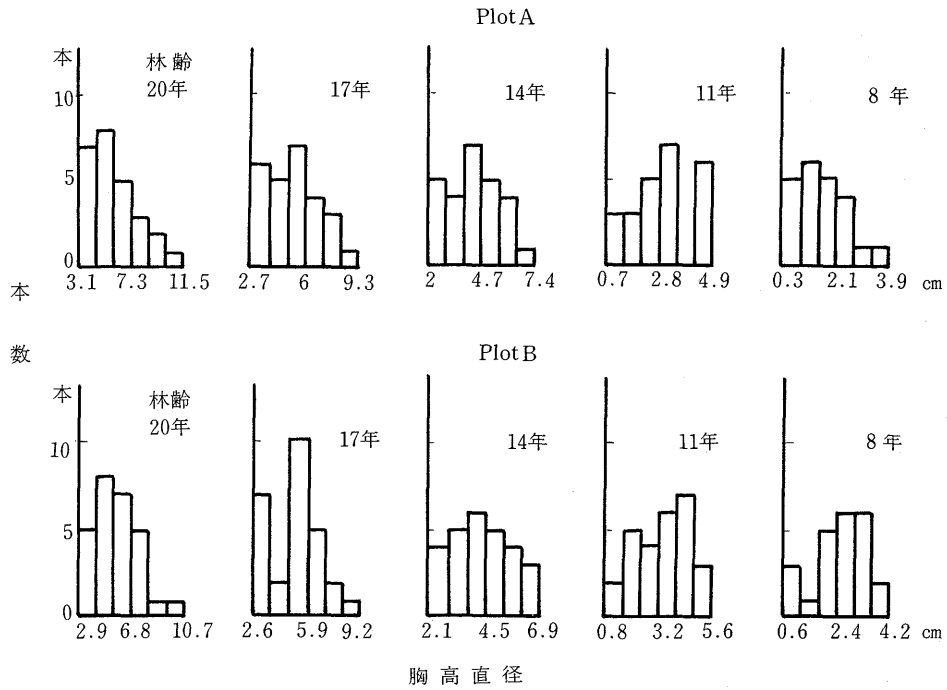 Plot A
本
林齢
20年
17年
14年
11年
8年
10
5
0
3.1 7.3 11.5
2.7 6 9.3
2 4.7 7.4
0.7 2.8 4.9
0.3 2.1 3.9 cm
本
数
Plot B
本
林齢
20年
17年
14年
11年
8年
10
5
0
2.9 6.8 10.7
2.6 5.9 9.2
2.1 4.5 6.9
0.8 3.2 5.6
0.6 2.4 4.2 cm
胸高直径